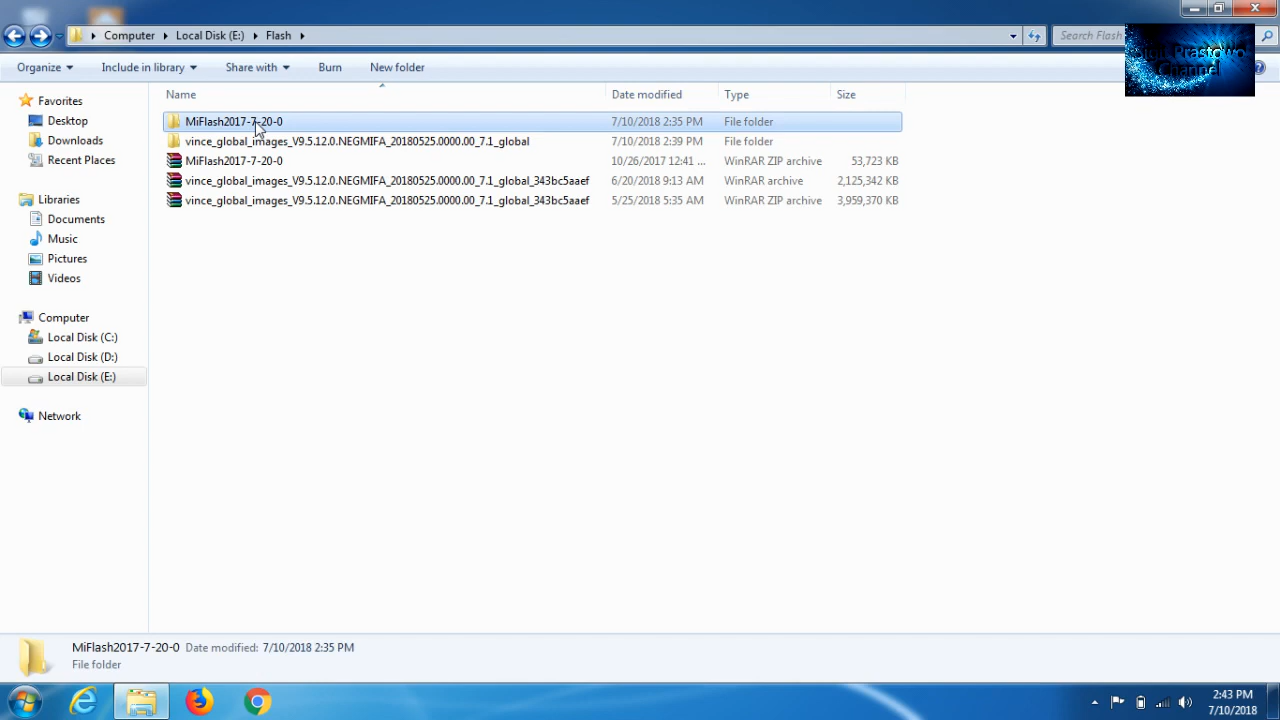 Computer Local Disk (E:) Flash
Search Flash
Prastowo
Channel
Organize Include in library Share with Burn New folder
Name Date modified Type Size
Favorites
Desktop
Downloads
Recent Places
Libraries
Documents
Music
Pictures
Videos
Computer
Local Disk (C:)
Local Disk (D:)
Local Disk (E:)
Network
MiFlash2017-7-20-0 7/10/2018 2:35 PM File folder
vince_global_images_V9.5.12.0.NEGMIFA_20180525.0000.00_7.1_global 7/10/2018 2:39 PM File folder
MiFlash2017-7-20-0 10/26/2017 12:41 ... WinRAR ZIP archive 53,723 KB
vince_global_images_V9.5.12.0.NEGMIFA_20180525.0000.00_7.1_global_343bc5aaef 6/20/2018 9:13 AM WinRAR archive 2,125,342 KB
vince_global_images_V9.5.12.0.NEGMIFA_20180525.0000.00_7.1_global_343bc5aaef 5/25/2018 5:35 AM WinRAR ZIP archive 3,959,370 KB
MiFlash2017-7-20-0 Date modified: 7/10/2018 2:35 PM
File folder
2:43 PM
7/10/2018